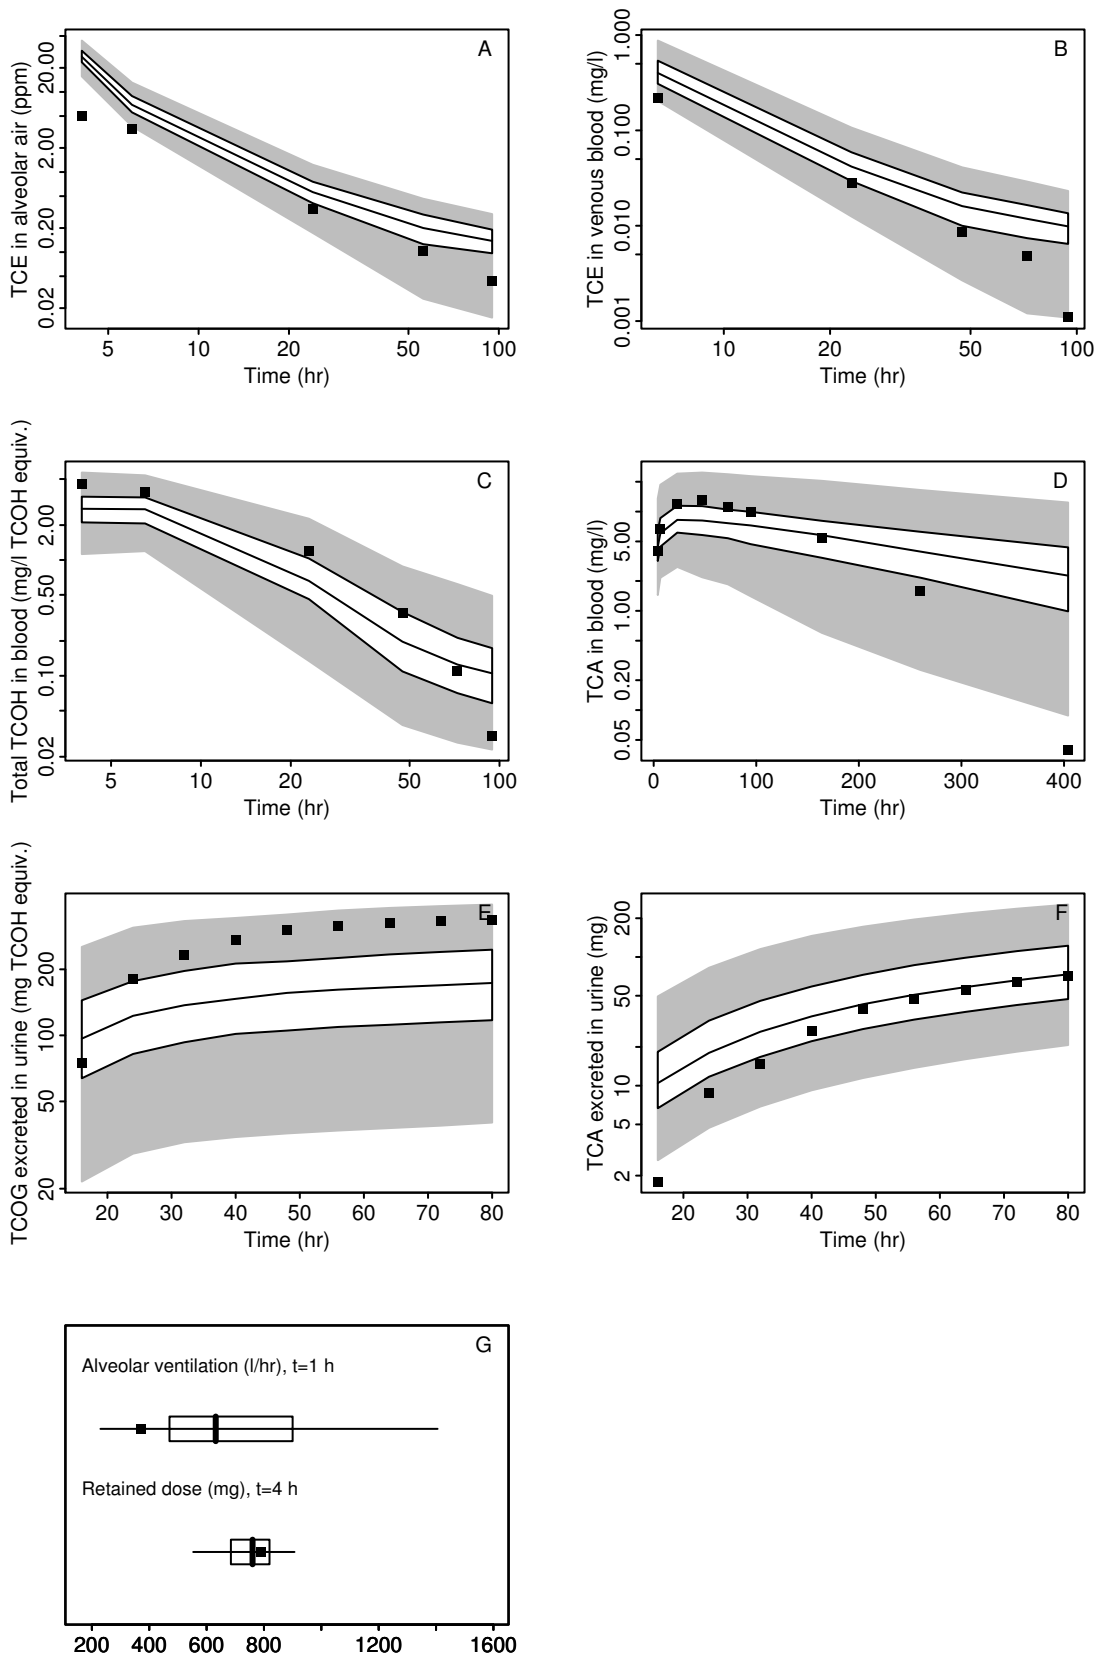 A
TCE in alveolar air (ppm)
20.00
2.00
0.20
0.02
5 10 20 50 100
Time (hr)
B
TCE in venous blood (mg/l)
1.000
0.100
0.010
0.001
10 20 50 100
Time (hr)
C
Total TCOH in blood (mg/l TCOH equiv.)
2.00
0.50
0.10
0.02
5 10 20 50 100
Time (hr)
D
TCA in blood (mg/l)
5.00
1.00
0.20
0.05
0 100 200 300 400
Time (hr)
E
TCOG excreted in urine (mg TCOH equiv.)
200
100
50
20
20 30 40 50 60 70 80
Time (hr)
F
TCA excreted in urine (mg)
200
50
10
5
2
20 30 40 50 60 70 80
Time (hr)
G
Alveolar ventilation (l/hr), t=1 h
Retained dose (mg), t=4 h
200 400 600 800 1200 1600